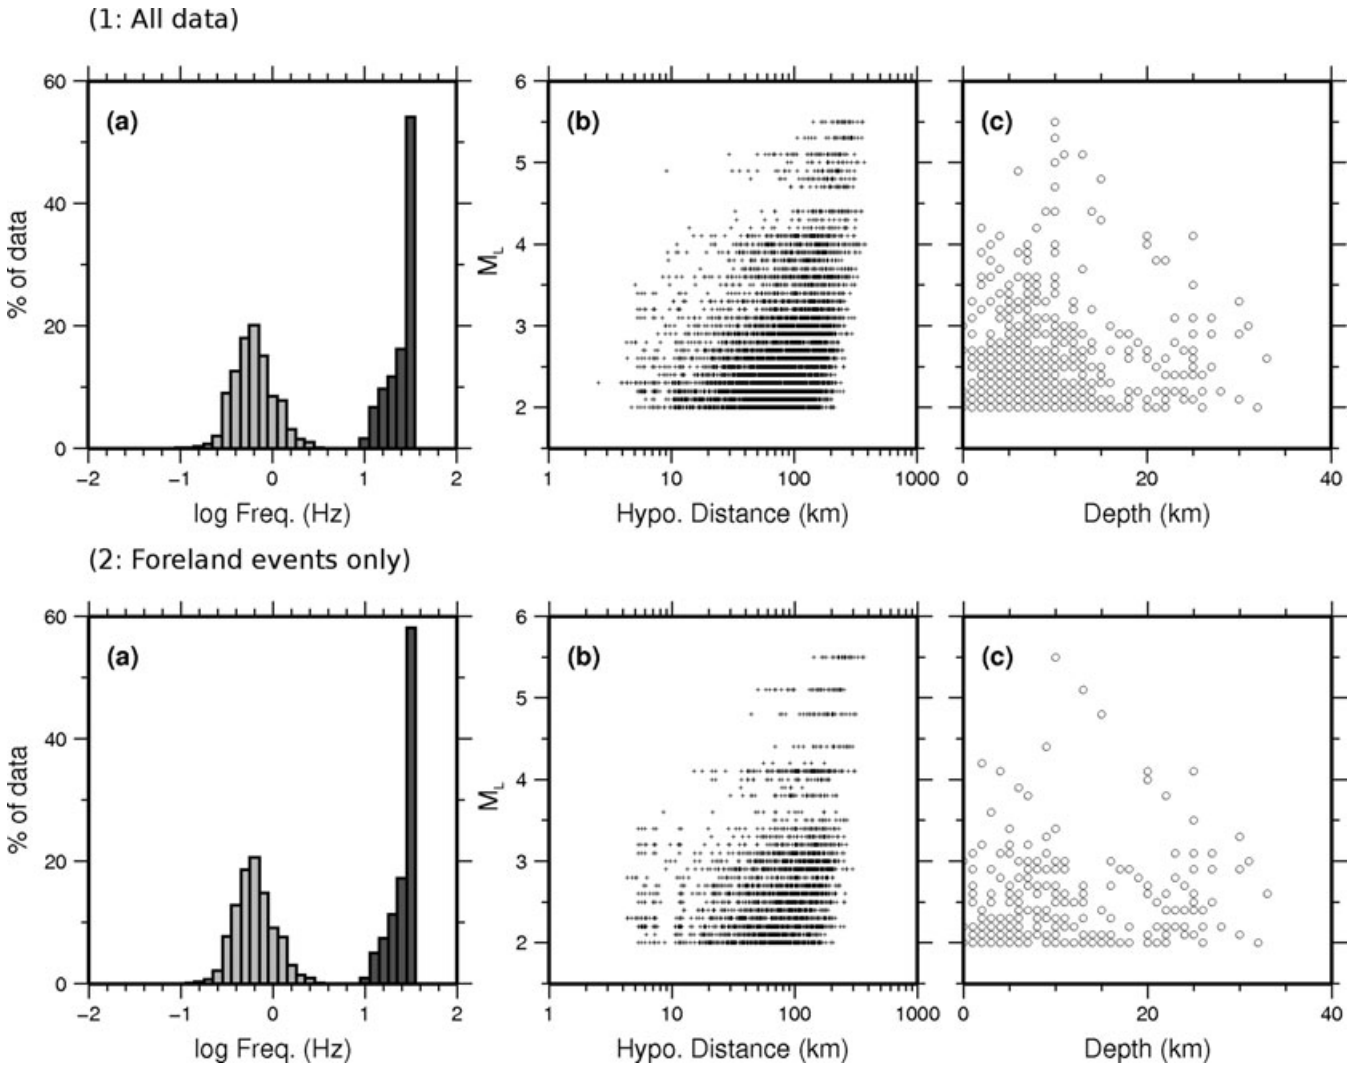 (1: All data)
60
40
20
0
% of data
(a)
−2 −1 0 1 2
log Freq. (Hz)
6
5
4
3
2
M_L
(b)
1 10 100 1000
Hypo. Distance (km)
(c)
0 20 40
Depth (km)
(2: Foreland events only)
60
40
20
0
% of data
(a)
−2 −1 0 1 2
log Freq. (Hz)
6
5
4
3
2
M_L
(b)
1 10 100 1000
Hypo. Distance (km)
(c)
0 20 40
Depth (km)